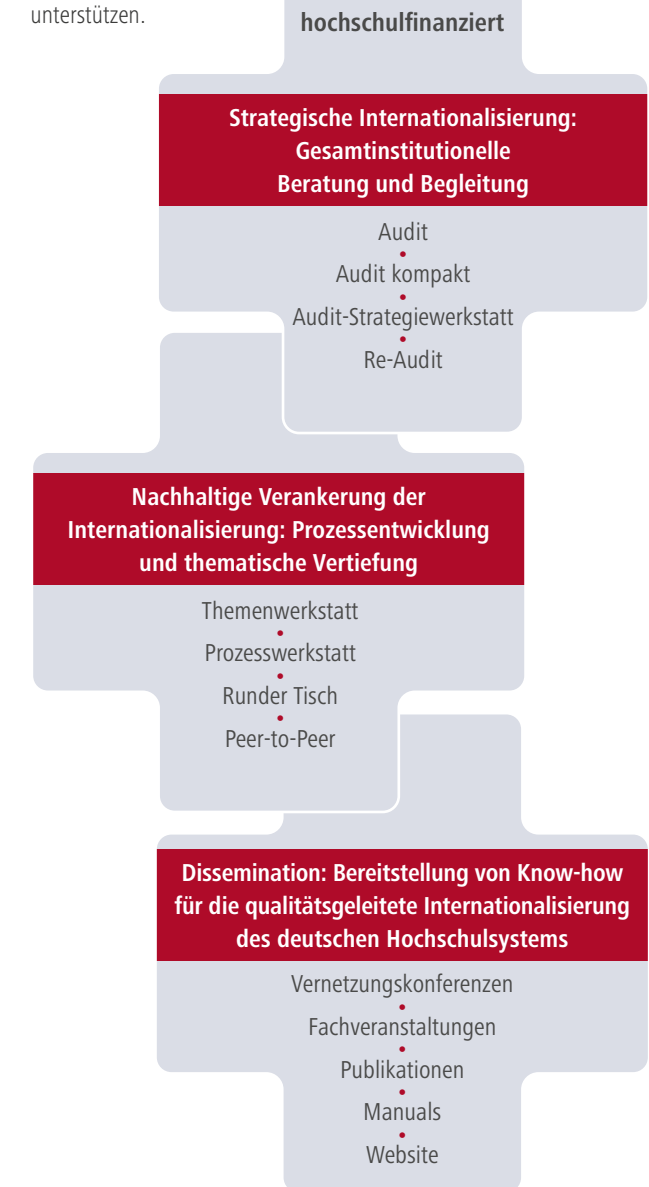 unterstützen.
hochschulfinanziert
Strategische Internationalisierung:
Gesamtinstitutionelle
Beratung und Begleitung
Audit
•
Audit kompakt
•
Audit-Strategiewerkstatt
•
Re-Audit
Nachhaltige Verankerung der
Internationalisierung: Prozessentwicklung
und thematische Vertiefung
Themenwerkstatt
•
Prozesswerkstatt
•
Runder Tisch
•
Peer-to-Peer
Dissemination: Bereitstellung von Know-how
für die qualitätsgeleitete Internationalisierung
des deutschen Hochschulsystems
Vernetzungskonferenzen
•
Fachveranstaltungen
•
Publikationen
•
Manuals
•
Website